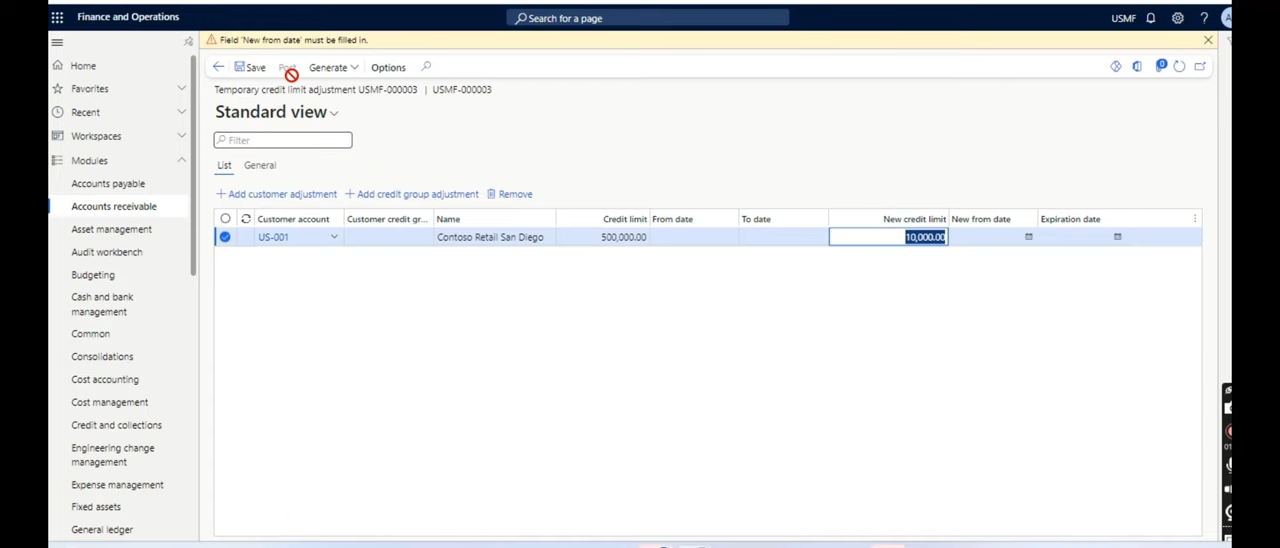 Finance and Operations
Search for a page
USMF
?
Field 'New from date' must be filled in.
Save
Post
Generate
Options
0
Temporary credit limit adjustment USMF-000003 | USMF-000003
Standard view
Filter
List
General
Add customer adjustment
Add credit group adjustment
Remove
Customer account
Customer credit gr...
Name
Credit limit
From date
To date
New credit limit
New from date
Expiration date
US-001
Contoso Retail San Diego
500,000.00
10,000.00
Home
Favorites
Recent
Workspaces
Modules
Accounts payable
Accounts receivable
Asset management
Audit workbench
Budgeting
Cash and bank
management
Common
Consolidations
Cost accounting
Cost management
Credit and collections
Engineering change
management
Expense management
Fixed assets
General ledger